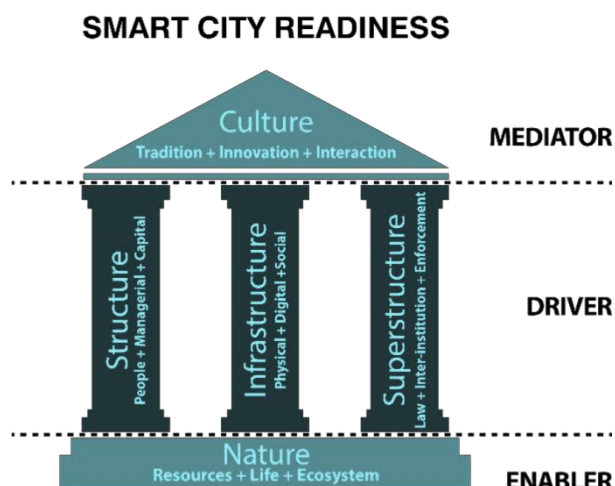 SMART CITY READINESS
Culture
Tradition + Innovation + Interaction
MEDIATOR
Structure
People + Managerial + Capital
Infrastructure
Physical + Digital +Social
Superstructure
Law + Inter-institution + Enforcement
DRIVER
Nature
Resources + Life + Ecosystem
ENABLER